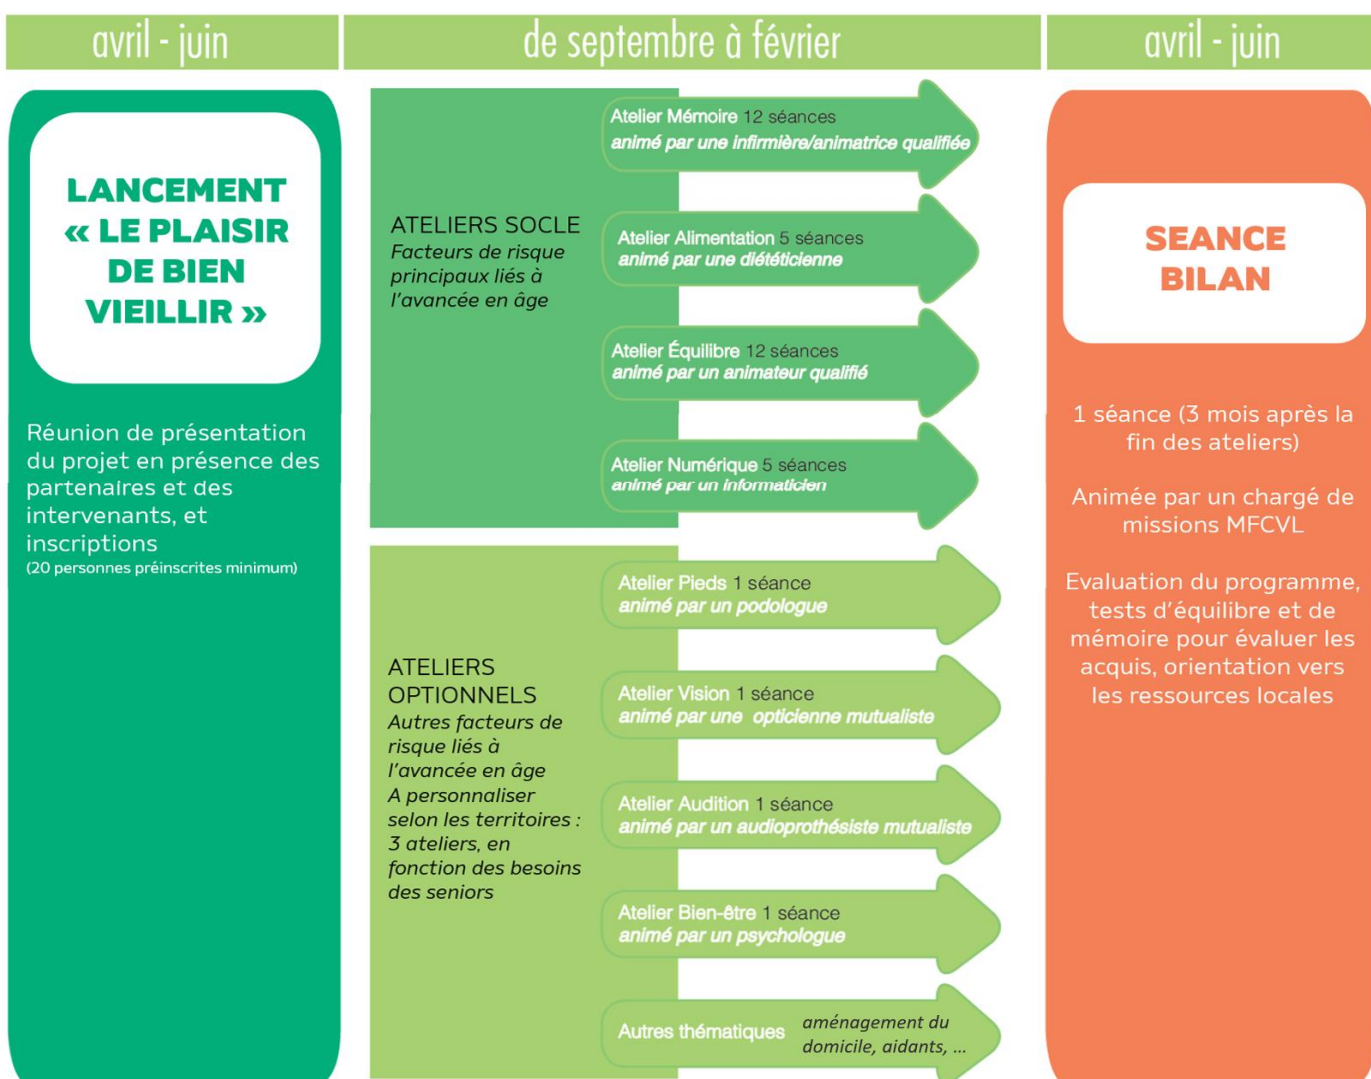 avril - juin
de septembre à février
avril - juin
LANCEMENT
« LE PLAISIR
DE BIEN
VIEILLIR »
Réunion de présentation
du projet en présence des
partenaires et des
intervenants, et
inscriptions
(20 personnes préinscrites minimum)
ATELIERS SOCLE
Facteurs de risque
principaux liés à
l'avancée en âge
Atelier Mémoire 12 séances
animé par une infirmière/animatrice qualifiée
Atelier Alimentation 5 séances
animé par une diététicienne
Atelier Équilibre 12 séances
animé par un animateur qualifié
Atelier Numérique 5 séances
animé par un informaticien
ATELIERS
OPTIONNELS
Autres facteurs de
risque liés à
l'avancée en âge
A personnaliser
selon les territoires :
3 ateliers, en
fonction des besoins
des seniors
Atelier Pieds 1 séance
animé par un podologue
Atelier Vision 1 séance
animé par une opticienne mutualiste
Atelier Audition 1 séance
animé par un audioprothésiste mutualiste
Atelier Bien-être 1 séance
animé par un psychologue
Autres thématiques aménagement du
domicile, aidants, ...
SEANCE
BILAN
1 séance (3 mois après la
fin des ateliers)
Animée par un chargé de
missions MFCVL
Evaluation du programme,
tests d'équilibre et de
mémoire pour évaluer les
acquis, orientation vers
les ressources locales